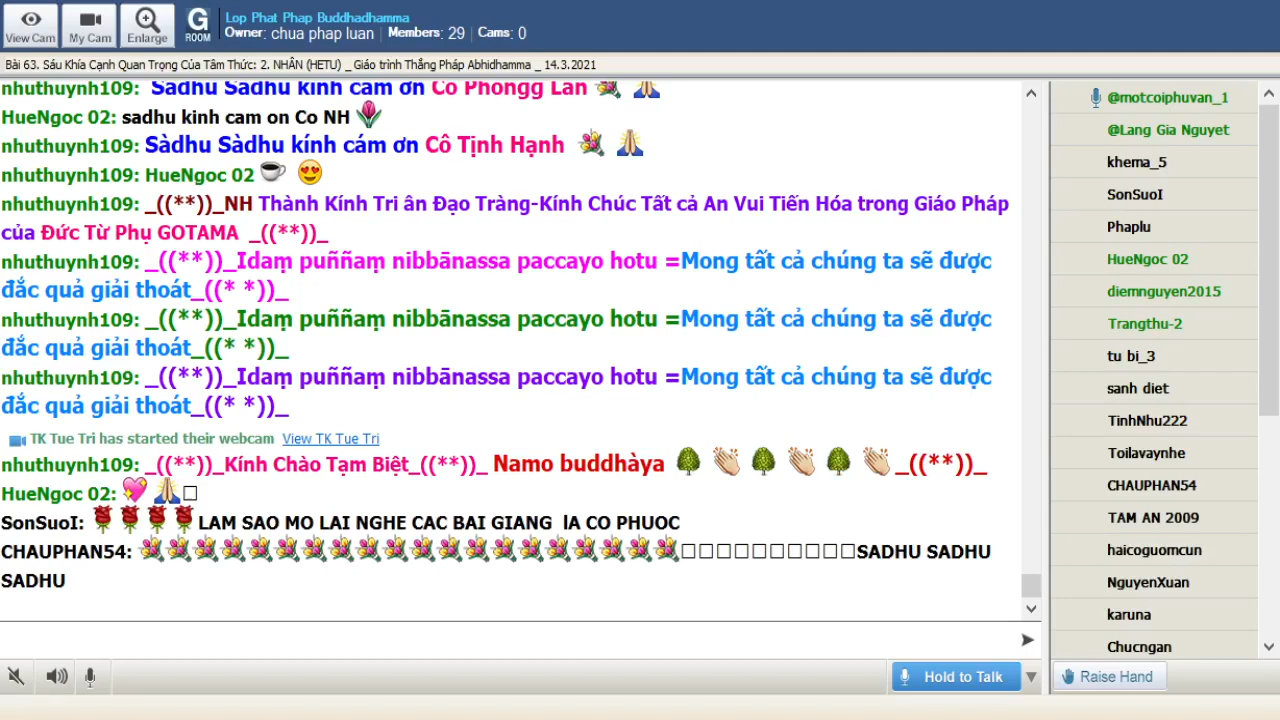 Lop Phat Phap Buddhadhamma
View Cam My Cam Enlarge G ROOM Owner: chua phap luan Members: 29 Cams: 0
Bài 63. Sáu Khía Cạnh Quan Trọng Của Tâm Thức: 2. NHÂN (HETU) _ Giáo trình Thắng Pháp Abhidhamma _ 14.3.2021
nhuthuynh109: Sàdhu Sàdhu kính cám ơn Cô Phongg Lan
HueNgoc 02: sadhu kinh cam on Co NH
nhuthuynh109: Sàdhu Sàdhu kính cám ơn Cô Tịnh Hạnh
nhuthuynh109: HueNgoc 02
nhuthuynh109: _((**))_NH Thành Kính Tri ân Đạo Tràng-Kính Chúc Tất cả An Vui Tiến Hóa trong Giáo Pháp
của Đức Từ Phụ GOTAMA _((**))_
nhuthuynh109: _((**))_Idaṃ puññaṃ nibbānassa paccayo hotu =Mong tất cả chúng ta sẽ được
đắc quả giải thoát_((* *))_
nhuthuynh109: _((**))_Idaṃ puññaṃ nibbānassa paccayo hotu =Mong tất cả chúng ta sẽ được
đắc quả giải thoát_((* *))_
nhuthuynh109: _((**))_Idaṃ puññaṃ nibbānassa paccayo hotu =Mong tất cả chúng ta sẽ được
đắc quả giải thoát_((* *))_
TK Tue Tri has started their webcam View TK Tue Tri
nhuthuynh109: _((**))_Kính Chào Tạm Biệt_((**))_ Namo buddhàya _((**))_
HueNgoc 02:
SonSuoI: LAM SAO MO LAI NGHE CAC BAI GIANG lA CO PHUOC
CHAUPHAN54: SADHU SADHU
SADHU
@motcoiphuvan_1
@Lang Gia Nguyet
khema_5
SonSuoI
Phaplu
HueNgoc 02
diemnguyen2015
Trangthu-2
tu bi_3
sanh diet
TinhNhu222
Toilavaynhe
CHAUPHAN54
TAM AN 2009
haicoguomcun
NguyenXuan
karuna
Chucngan
Hold to Talk
Raise Hand